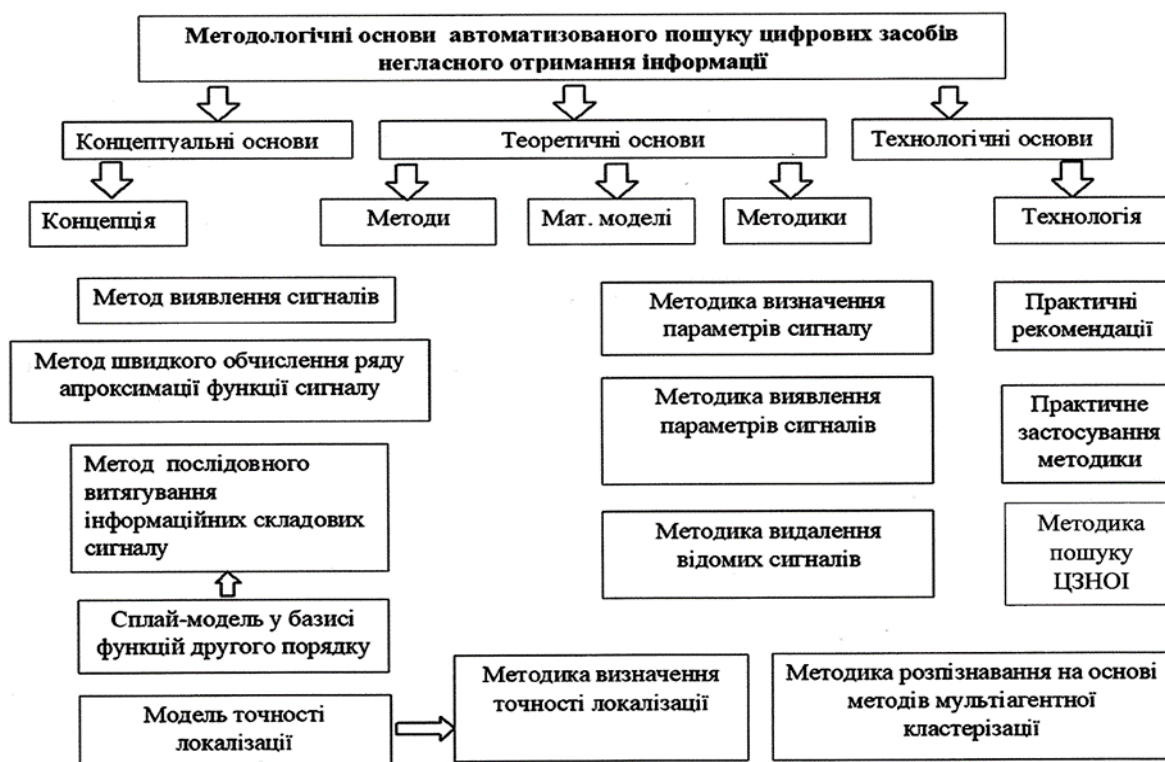 Методологічні основи автоматизованого пошуку цифрових засобів
негласного отримання інформації
Концептуальні основи
Теоретичні основи
Технологічні основи
Концепція
Методи
Мат. моделі
Методики
Технологія
Метод виявлення сигналів
Методика визначення
параметрів сигналу
Практичні
рекомендації
Метод швидкого обчислення ряду
апроксимації функції сигналу
Методика виявлення
параметрів сигналів
Практичне
застосування
методики
Метод послідовного
витягування
інформаційних складових
сигналу
Методика видалення
відомих сигналів
Методика
пошуку
ЦЗНОІ
Сплай-модель у базисі
функцій другого порядку
Модель точності
локалізації
Методика визначення
точності локалізації
Методика розпізнавання на основі
методів мультіагентної
кластерізації